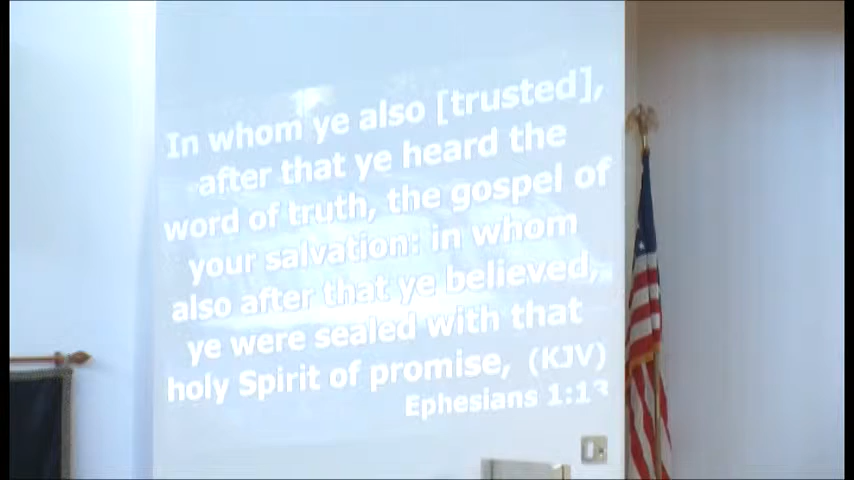 In whom ye also [trusted],
after that ye heard the
word of truth, the gospel of
your salvation: in whom
also after that ye believed,
ye were sealed with that
holy Spirit of promise, (KJV)
Ephesians 1:13